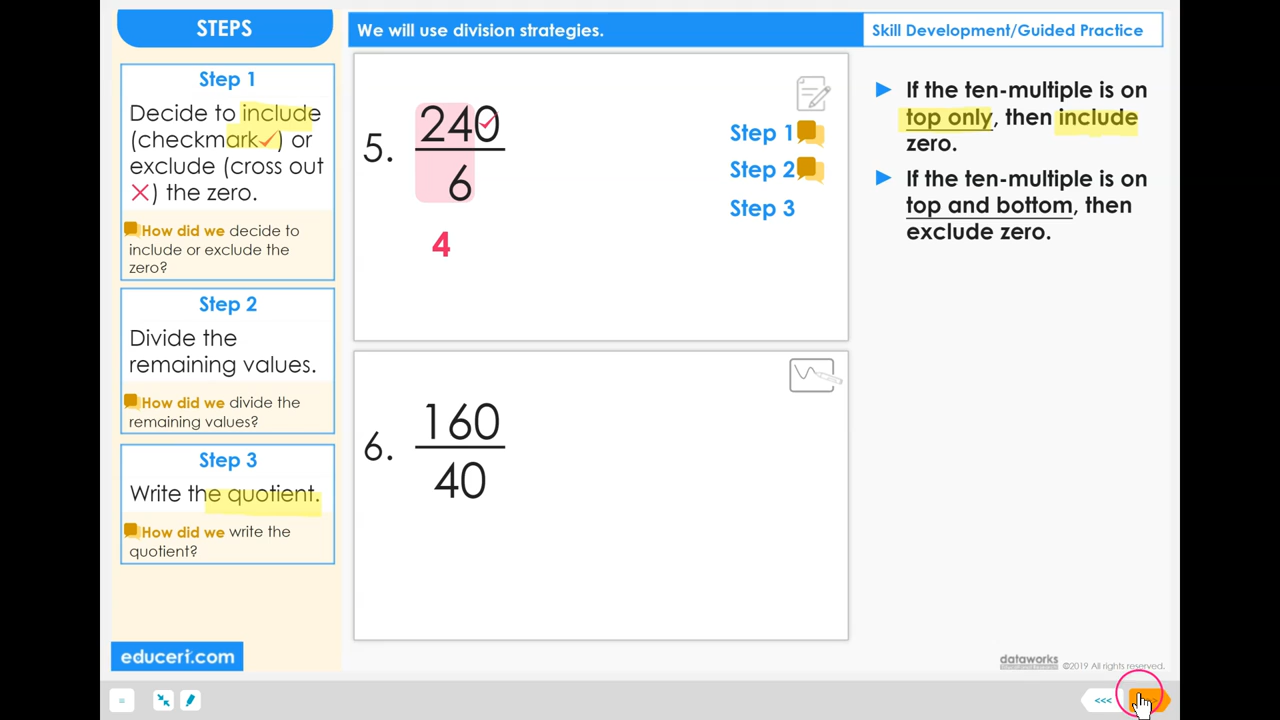 STEPS
Step 1
Decide to include
(checkmark✓) or
exclude (cross out
✕) the zero.
How did we decide to
include or exclude the
zero?
Step 2
Divide the
remaining values.
How did we divide the
remaining values?
Step 3
Write the quotient.
How did we write the
quotient?
educeri.com
We will use division strategies.
Skill Development/Guided Practice
5.
240
6
4
Step 1
Step 2
Step 3
6.
160
40
If the ten-multiple is on
top only, then include
zero.
If the ten-multiple is on
top and bottom, then
exclude zero.
dataworks
©2019 All rights reserved.
<<<